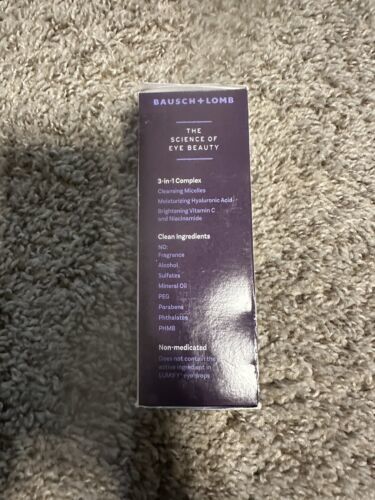 BAUSCH + LOMB
THE
SCIENCE OF
EYE BEAUTY
3-in-1 Complex
Cleansing Micelles
Moisturizing Hyaluronic Acid
Brightening Vitamin C
and Niacinamide
Clean Ingredients
NO:
Fragrance
Alcohol
Sulfates
Mineral Oil
PEG
Parabens
Phthalates
PHMB
Non-medicated
Does not contain the
active ingredient in
LUMIFY® eye drops